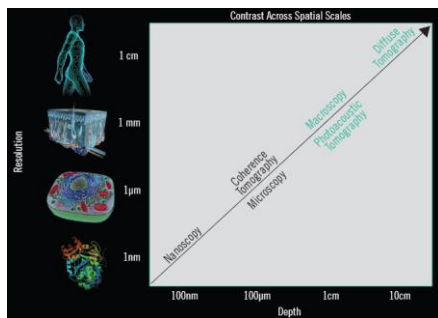 Contrast Across Spatial Scales
Resolution
1 cm
1 mm
1μm
1nm
Diffuse
Tomography
Macroscopy
Photoacoustic
Tomography
Coherence
Tomography
Microscopy
Nanoscopy
100nm
100μm
1cm
10cm
Depth